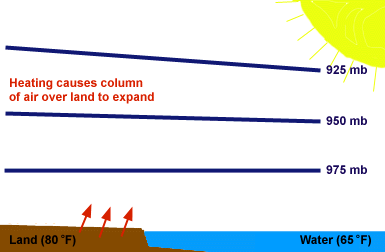 925 mb
Heating causes column
of air over land to expand
950 mb
975 mb
Land (80 °F)
Water (65 °F)